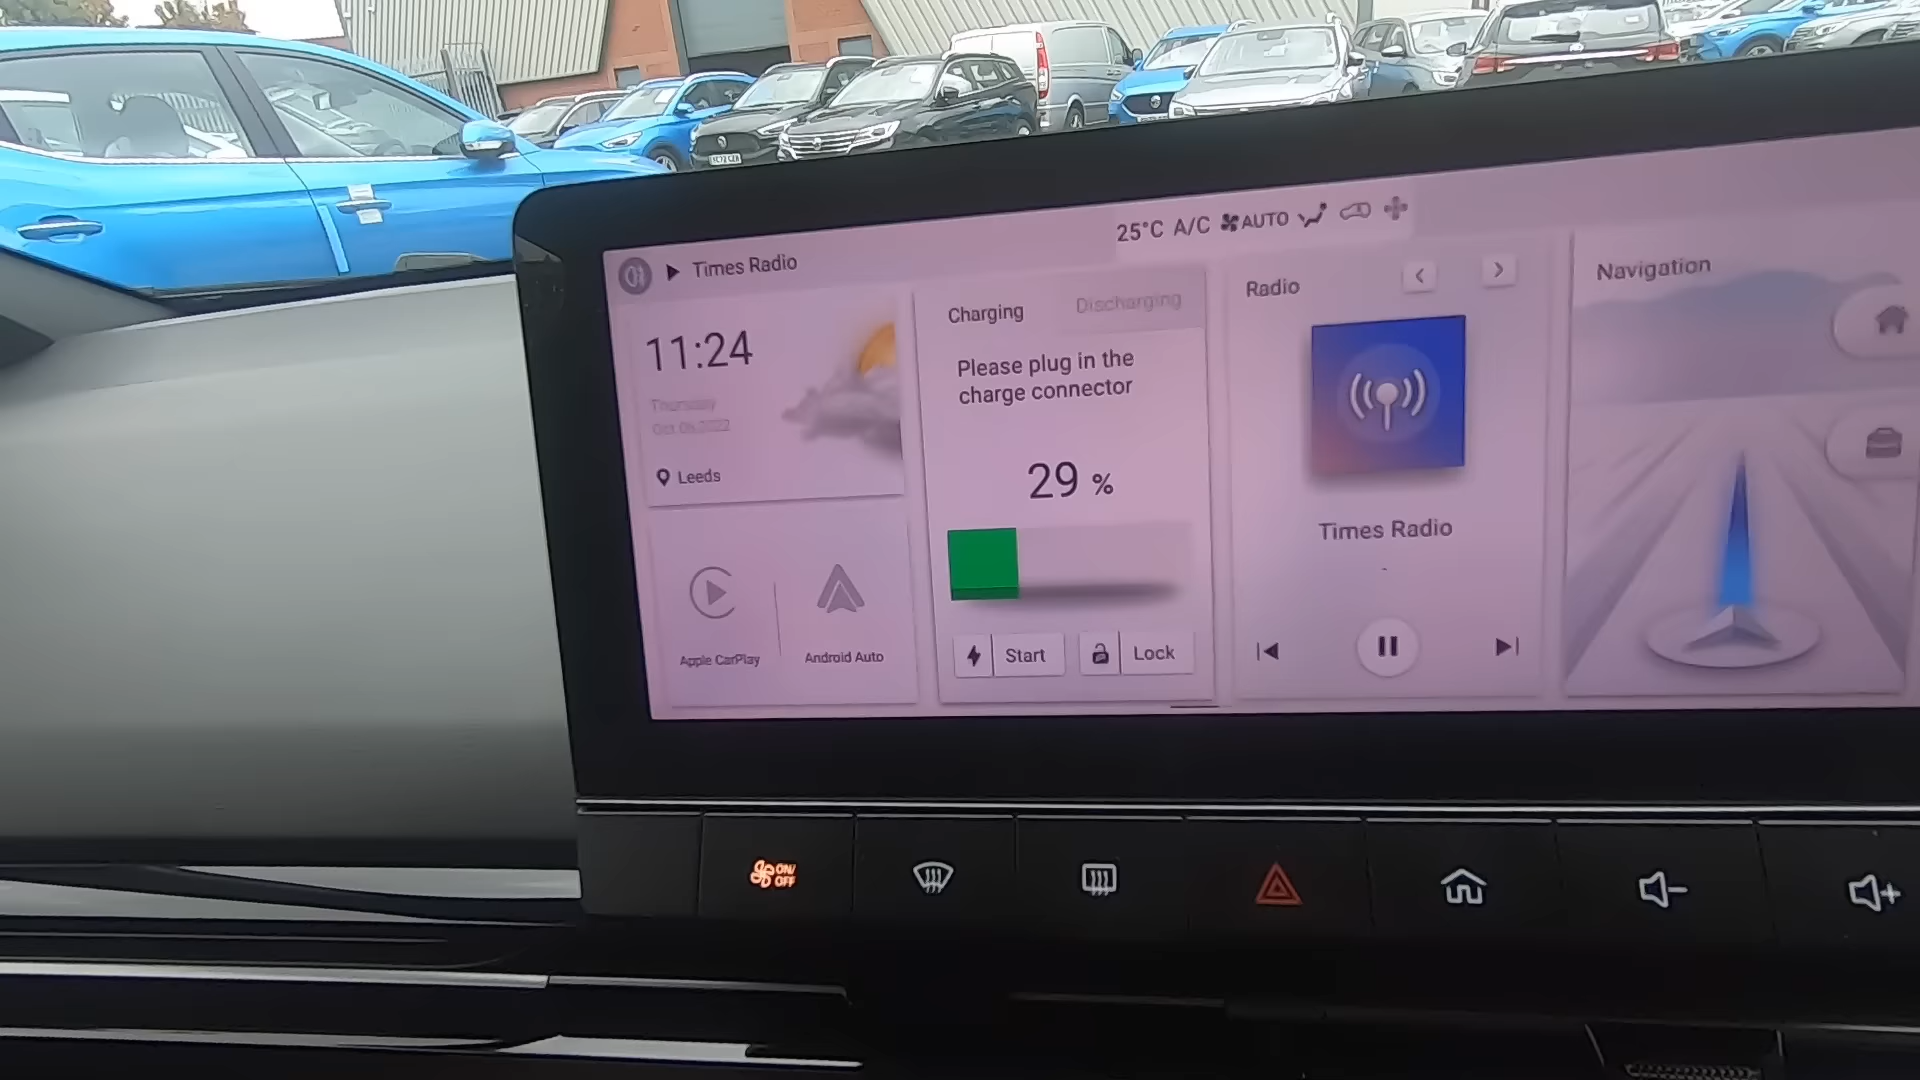 Times Radio
25°C A/C AUTO
11:24
Thursday
Oct 06,2022
Leeds
Apple CarPlay
Android Auto
Charging
Discharging
Please plug in the
charge connector
29 %
Start
Lock
Radio
Times Radio
-
Navigation
ON/
OFF